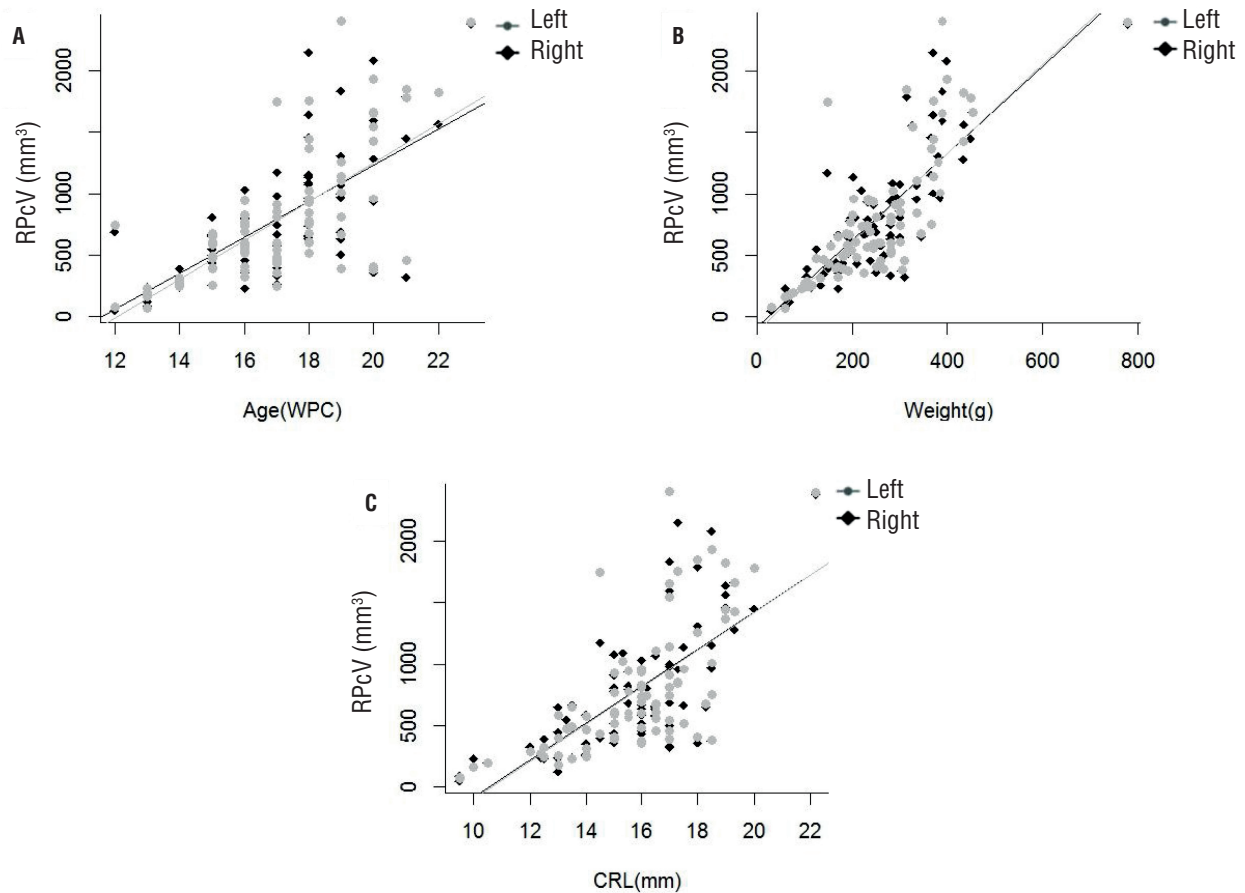 A
Left
Right
RPcV (mm³)
2000
1000
500
0
12 14 16 18 20 22
Age(WPC)
B
Left
Right
RPcV (mm³)
2000
1000
500
0
0 200 400 600 800
Weight(g)
C
Left
Right
RPcV (mm³)
2000
1000
500
0
10 12 14 16 18 20 22
CRL(mm)